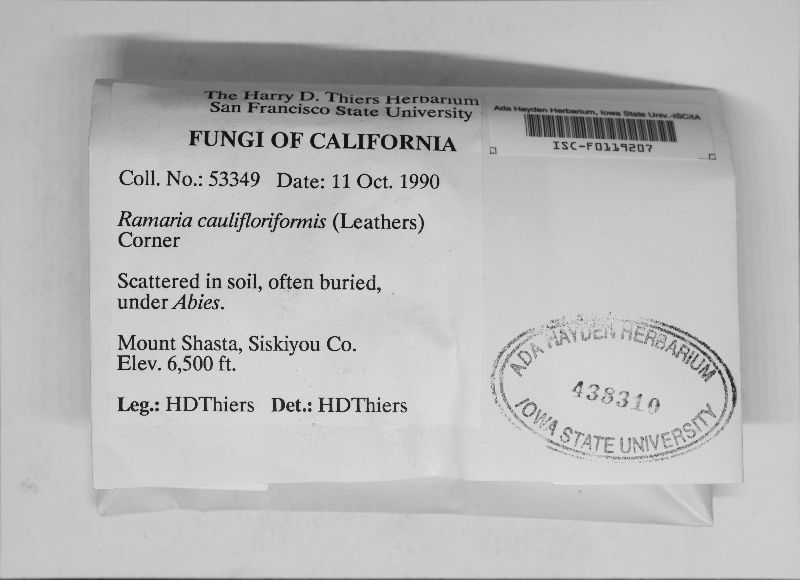 The Harry D. Thiers Herbarium
San Francisco State University
FUNGI OF CALIFORNIA
Coll. No.: 53349 Date: 11 Oct. 1990
Ramaria caulifloriformis (Leathers)
Corner
Scattered in soil, often buried,
under Abies.
Mount Shasta, Siskiyou Co.
Elev. 6,500 ft.
Leg.: HDThiers Det.: HDThiers
Ada Hayden Herbarium, Iowa State Univ.-ISC/IA
ISC-F0119207
ADA HAYDEN HERBARIUM
438310
IOWA STATE UNIVERSITY